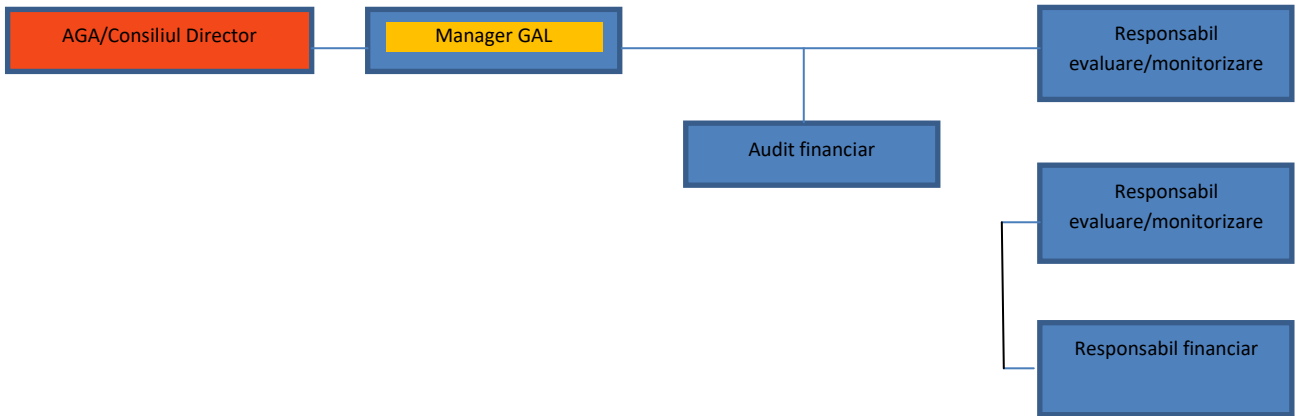 AGA/Consiliul Director
Manager GAL
Responsabil
evaluare/monitorizare
Audit financiar
Responsabil
evaluare/monitorizare
Responsabil financiar